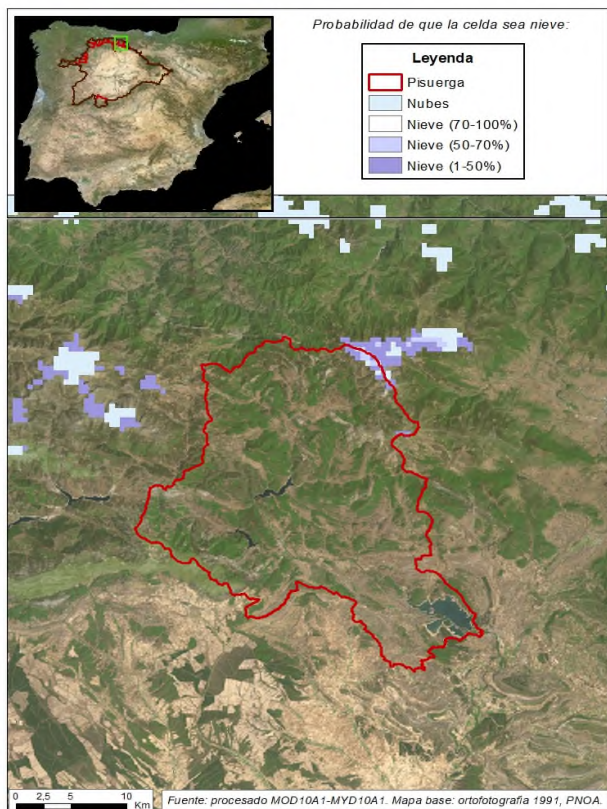 Probabilidad de que la celda sea nieve:
Leyenda
Pisuerga
Nubes
Nieve (70-100%)
Nieve (50-70%)
Nieve (1-50%)
0 2,5 5 10
Km
Fuente: procesado MOD10A1-MYD10A1. Mapa base: ortofotografia 1991, PNOA